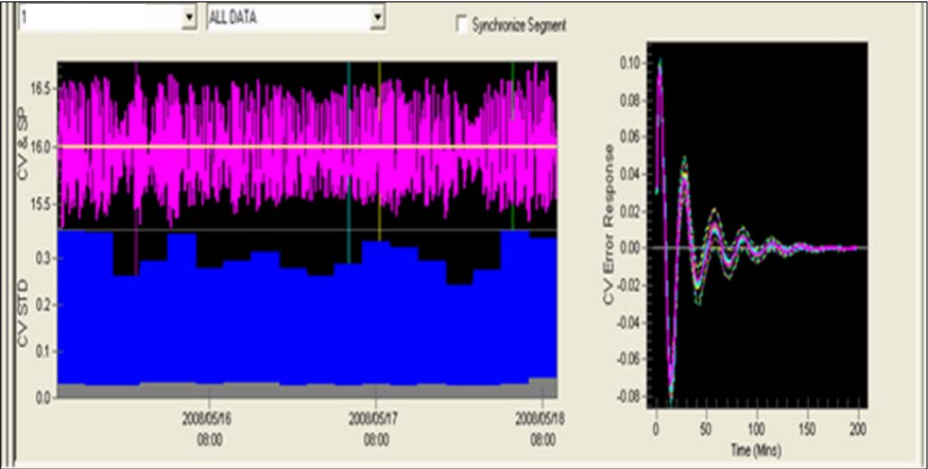 1
ALL DATA
Synchronize Segment
CV & SP
16.5
16.0
15.5
CV STD
0.3
0.2
0.1
0.0
2008/05/16 2008/05/17 2008/05/18
08:00 08:00 08:00
CV Error Response
0.10
0.08
0.06
0.04
0.02
0.00
-0.02
-0.04
-0.06
-0.08
0 50 100 150 200
Time (Mins)